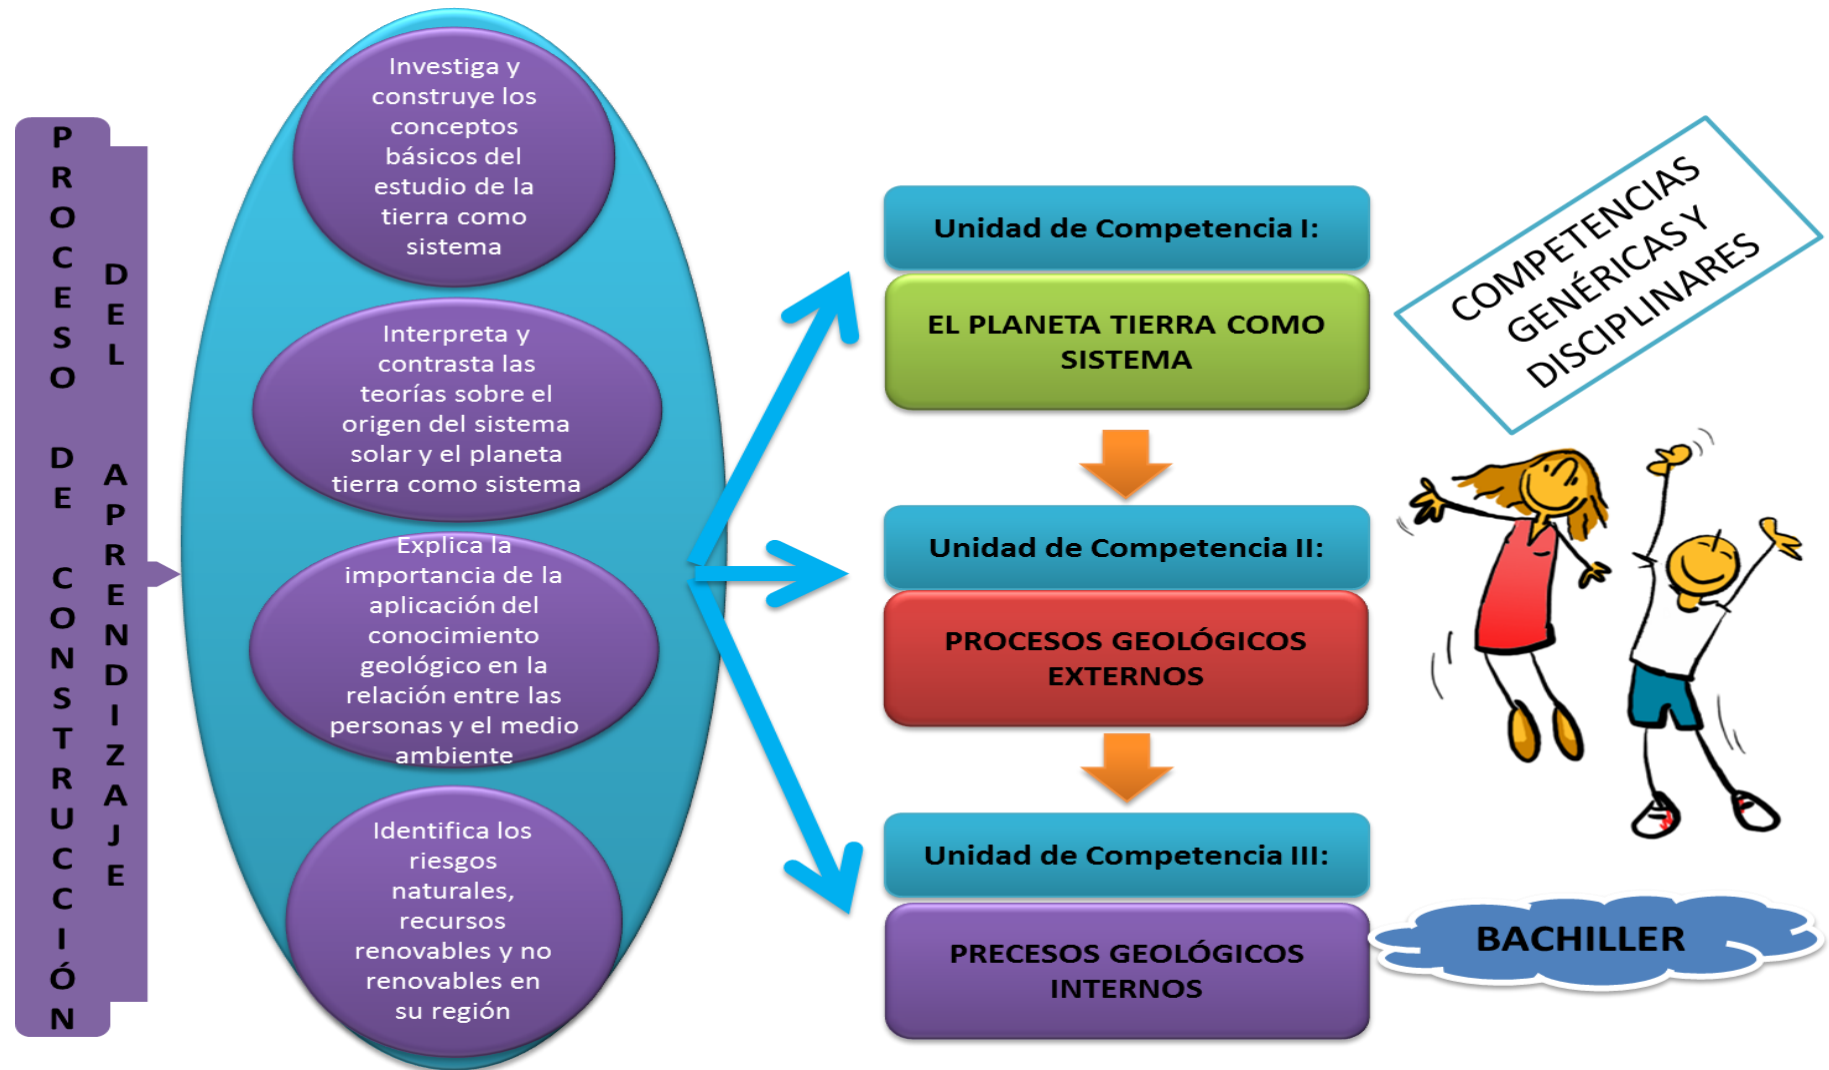 PROCESO DE CONSTRUCCIÓN
DEL APRENDIZAJE
Investiga y
construye los
conceptos
básicos del
estudio de la
tierra como
sistema
Interpreta y
contrasta las
teorías sobre el
origen del sistema
solar y el planeta
tierra como sistema
Explica la
importancia de la
aplicación del
conocimiento
geológico en la
relación entre las
personas y el medio
ambiente
Identifica los
riesgos
naturales,
recursos
renovables y no
renovables en
su región
Unidad de Competencia I:
EL PLANETA TIERRA COMO
SISTEMA
Unidad de Competencia II:
PROCESOS GEOLÓGICOS
EXTERNOS
Unidad de Competencia III:
PRECESOS GEOLÓGICOS
INTERNOS
COMPETENCIAS
GENÉRICAS Y
DISCIPLINARES
BACHILLER